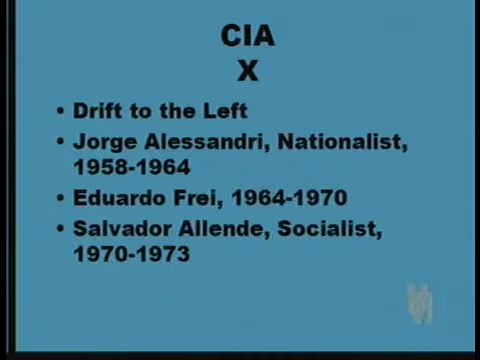 CIA
X
• Drift to the Left
• Jorge Alessandri, Nationalist,
1958-1964
• Eduardo Frei, 1964-1970
• Salvador Allende, Socialist,
1970-1973